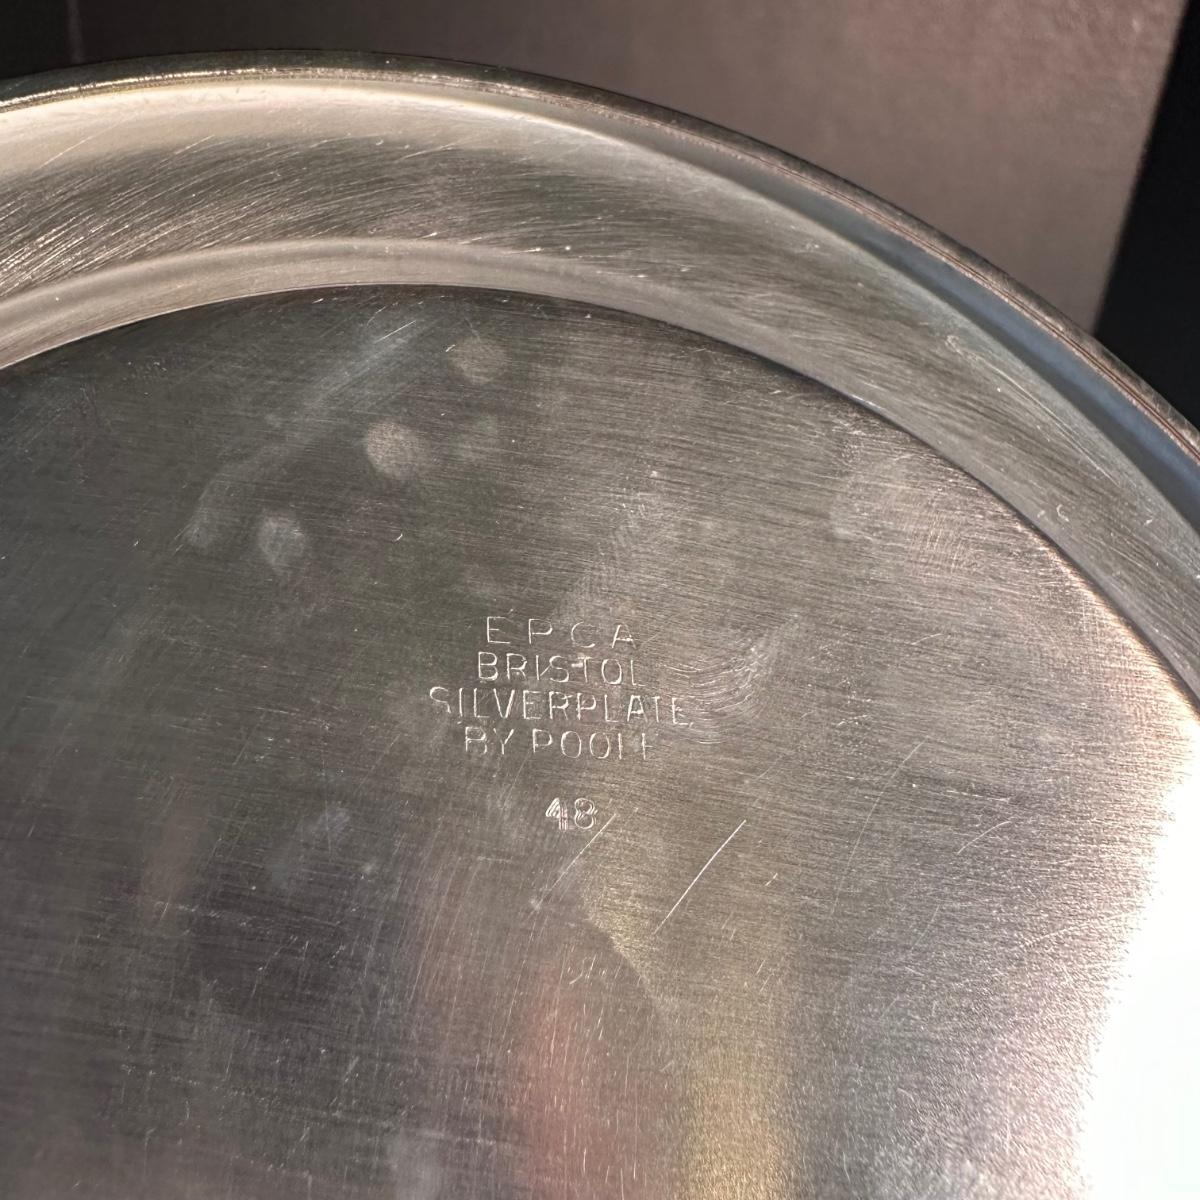 EPCA
BRISTOL
SILVERPLATE
BY POOLE
48